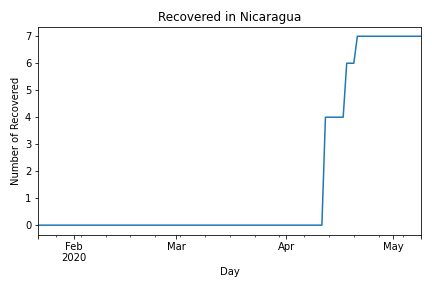 Recovered in Nicaragua
Number of Recovered
7
6
5
4
3
2
1
0
Feb
2020
Mar
Apr
May
Day